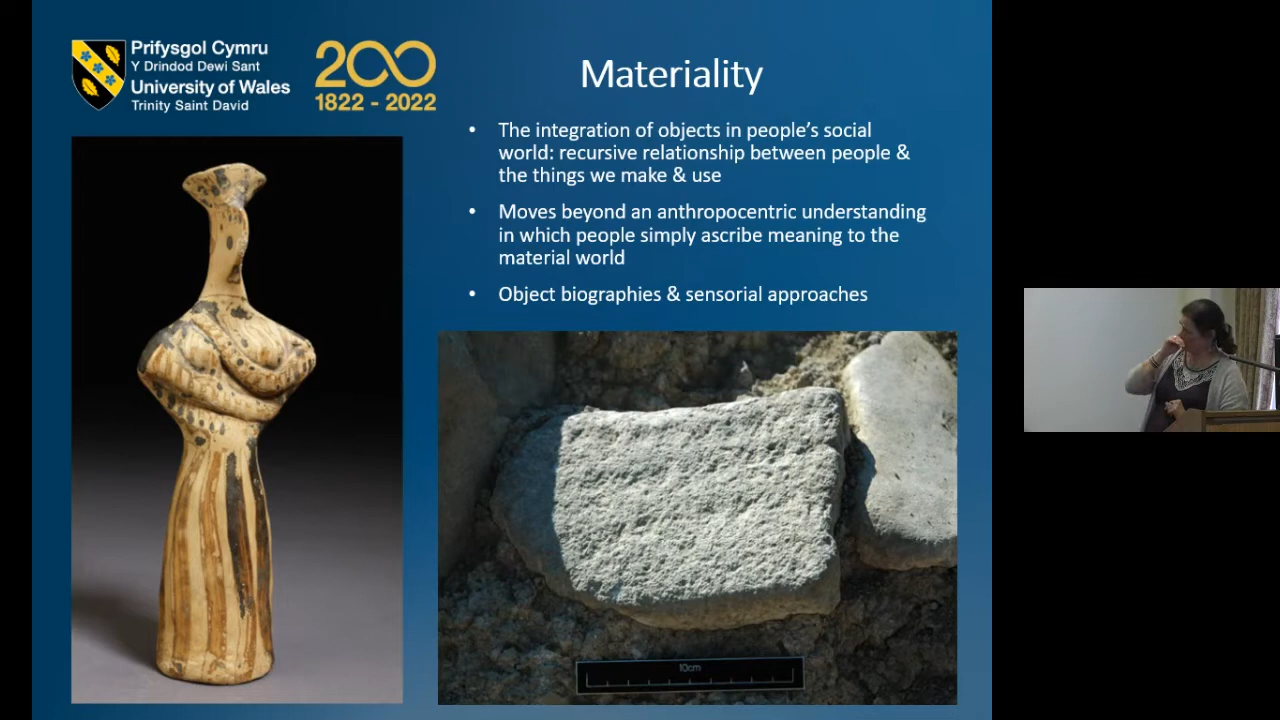 Prifysgol Cymru
Y Drindod Dewi Sant
University of Wales
Trinity Saint David
200
1822 - 2022
Materiality
• The integration of objects in people's social
world: recursive relationship between people &
the things we make & use
• Moves beyond an anthropocentric understanding
in which people simply ascribe meaning to the
material world
• Object biographies & sensorial approaches
10cm